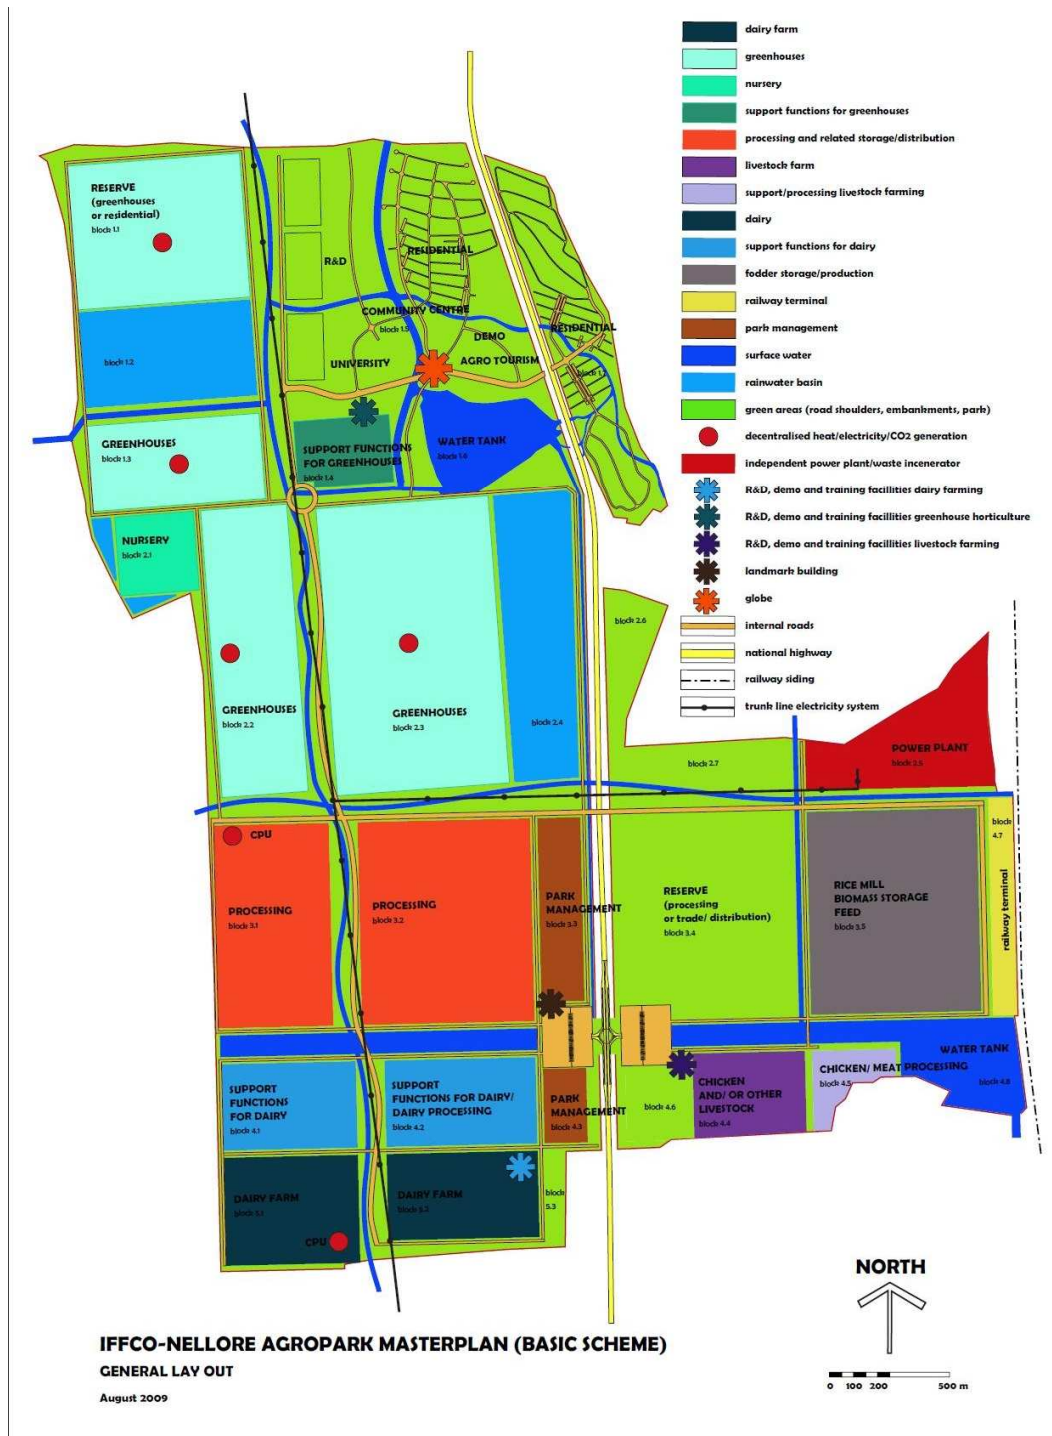 dairy farm
greenhouses
nursery
support functions for greenhouses
processing and related storage/distribution
livestock farm
support/processing livestock farming
dairy
support functions for dairy
fodder storage/production
railway terminal
park management
surface water
rainwater basin
green areas (road shoulders, embankments, park)
decentralised heat/electricity/CO2 generation
independent power plant/waste incenerator
R&D, demo and training facillities dairy farming
R&D, demo and training facillities greenhouse horticulture
R&D, demo and training facillities livestock farming
landmark building
globe
internal roads
national highway
railway siding
trunk line electricity system
RESERVE
(greenhouses
or residential)
block 1.1
R&D
RESIDENTIAL
COMMUNITY CENTRE
block 1.5
DEMO
RESIDENTIAL
block 1.2
UNIVERSITY
AGRO TOURISM
block 1.7
GREENHOUSES
block 1.3
SUPPORT FUNCTIONS
FOR GREENHOUSES
block 1.4
WATER TANK
block 1.6
NURSERY
block 2.1
block 2.6
GREENHOUSES
block 2.2
GREENHOUSES
block 2.3
block 2.4
block 2.7
POWER PLANT
block 2.5
CPU
block
4.7
PROCESSING
block 3.1
PROCESSING
block 3.2
PARK
MANAGEMENT
block 3.3
RESERVE
(processing
or trade/ distribution)
block 3.4
RICE MILL
BIOMASS STORAGE
FEED
block 3.5
railway terminal
WATER TANK
block 4.8
SUPPORT
FUNCTIONS
FOR DAIRY
block 4.1
SUPPORT
FUNCTIONS FOR DAIRY/
DAIRY PROCESSING
block 4.2
PARK
MANAGEMENT
block 4.3
block 4.6
CHICKEN
AND/ OR OTHER
LIVESTOCK
block 4.4
CHICKEN/ MEAT PROCESSING
block 4.5
DAIRY FARM
block 5.1
CPU
DAIRY FARM
block 5.2
block
5.3
NORTH
0 100 200 500 m
IFFCO-NELLORE AGROPARK MASTERPLAN (BASIC SCHEME)
GENERAL LAY OUT
August 2009